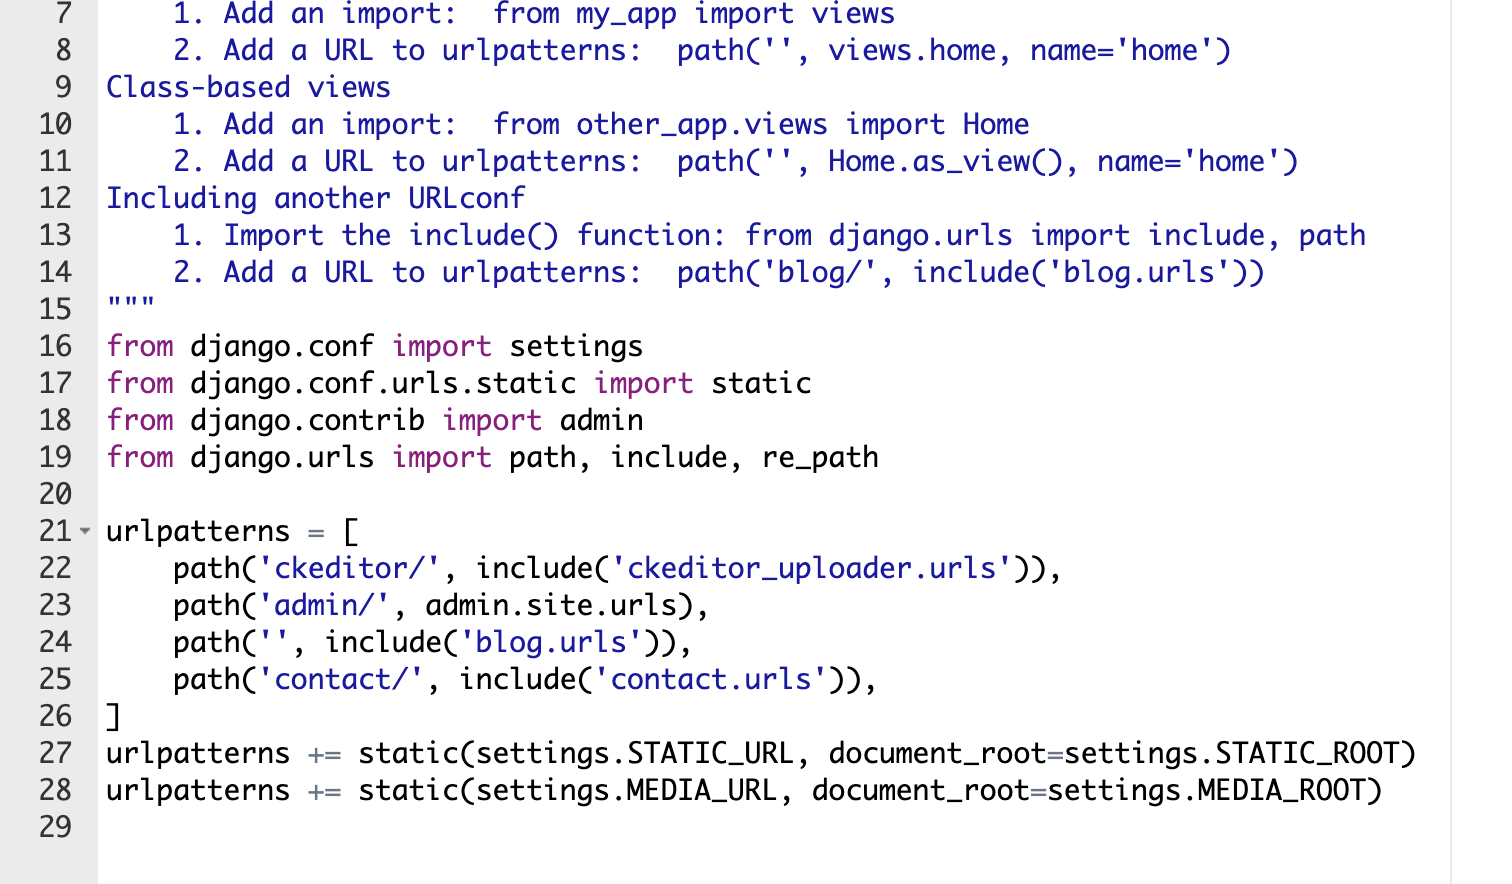 7 1. Add an import:  from my_app import views
8 2. Add a URL to urlpatterns:  path('', views.home, name='home')
9 Class-based views
10 1. Add an import:  from other_app.views import Home
11 2. Add a URL to urlpatterns:  path('', Home.as_view(), name='home')
12 Including another URLconf
13 1. Import the include() function: from django.urls import include, path
14 2. Add a URL to urlpatterns:  path('blog/', include('blog.urls'))
15 """
16 from django.conf import settings
17 from django.conf.urls.static import static
18 from django.contrib import admin
19 from django.urls import path, include, re_path
20
21 urlpatterns = [
22 path('ckeditor/', include('ckeditor_uploader.urls')),
23 path('admin/', admin.site.urls),
24 path('', include('blog.urls')),
25 path('contact/', include('contact.urls')),
26 ]
27 urlpatterns += static(settings.STATIC_URL, document_root=settings.STATIC_ROOT)
28 urlpatterns += static(settings.MEDIA_URL, document_root=settings.MEDIA_ROOT)
29